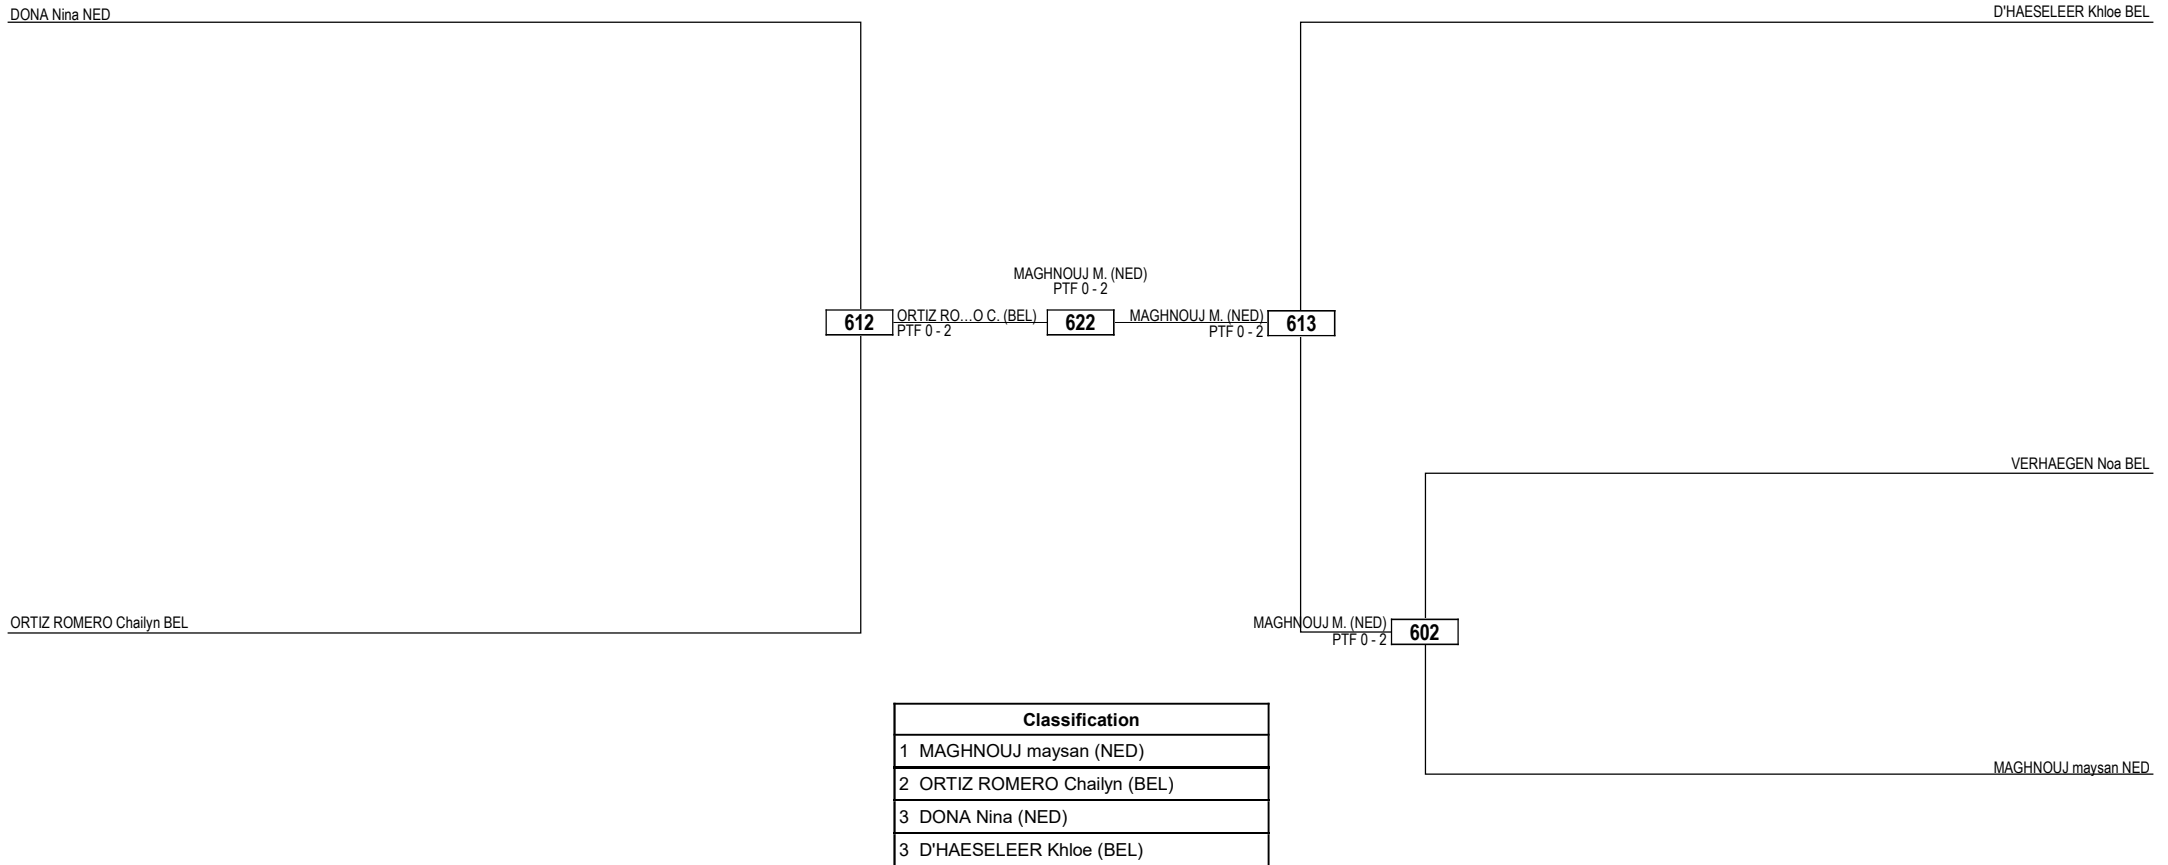 DONA Nina NED
D'HAESELEER Khloe BEL
MAGHNOUJ M. (NED)
PTF 0 - 2
612
ORTIZ RO...O C. (BEL)
PTF 0 - 2
622
MAGHNOUJ M. (NED)
PTF 0 - 2
613
VERHAEGEN Noa BEL
ORTIZ ROMERO Chailyn BEL
MAGHNOUJ M. (NED)
PTF 0 - 2
602
MAGHNOUJ maysan NED
Classification
1 MAGHNOUJ maysan (NED)
2 ORTIZ ROMERO Chailyn (BEL)
3 DONA Nina (NED)
3 D'HAESELEER Khloe (BEL)